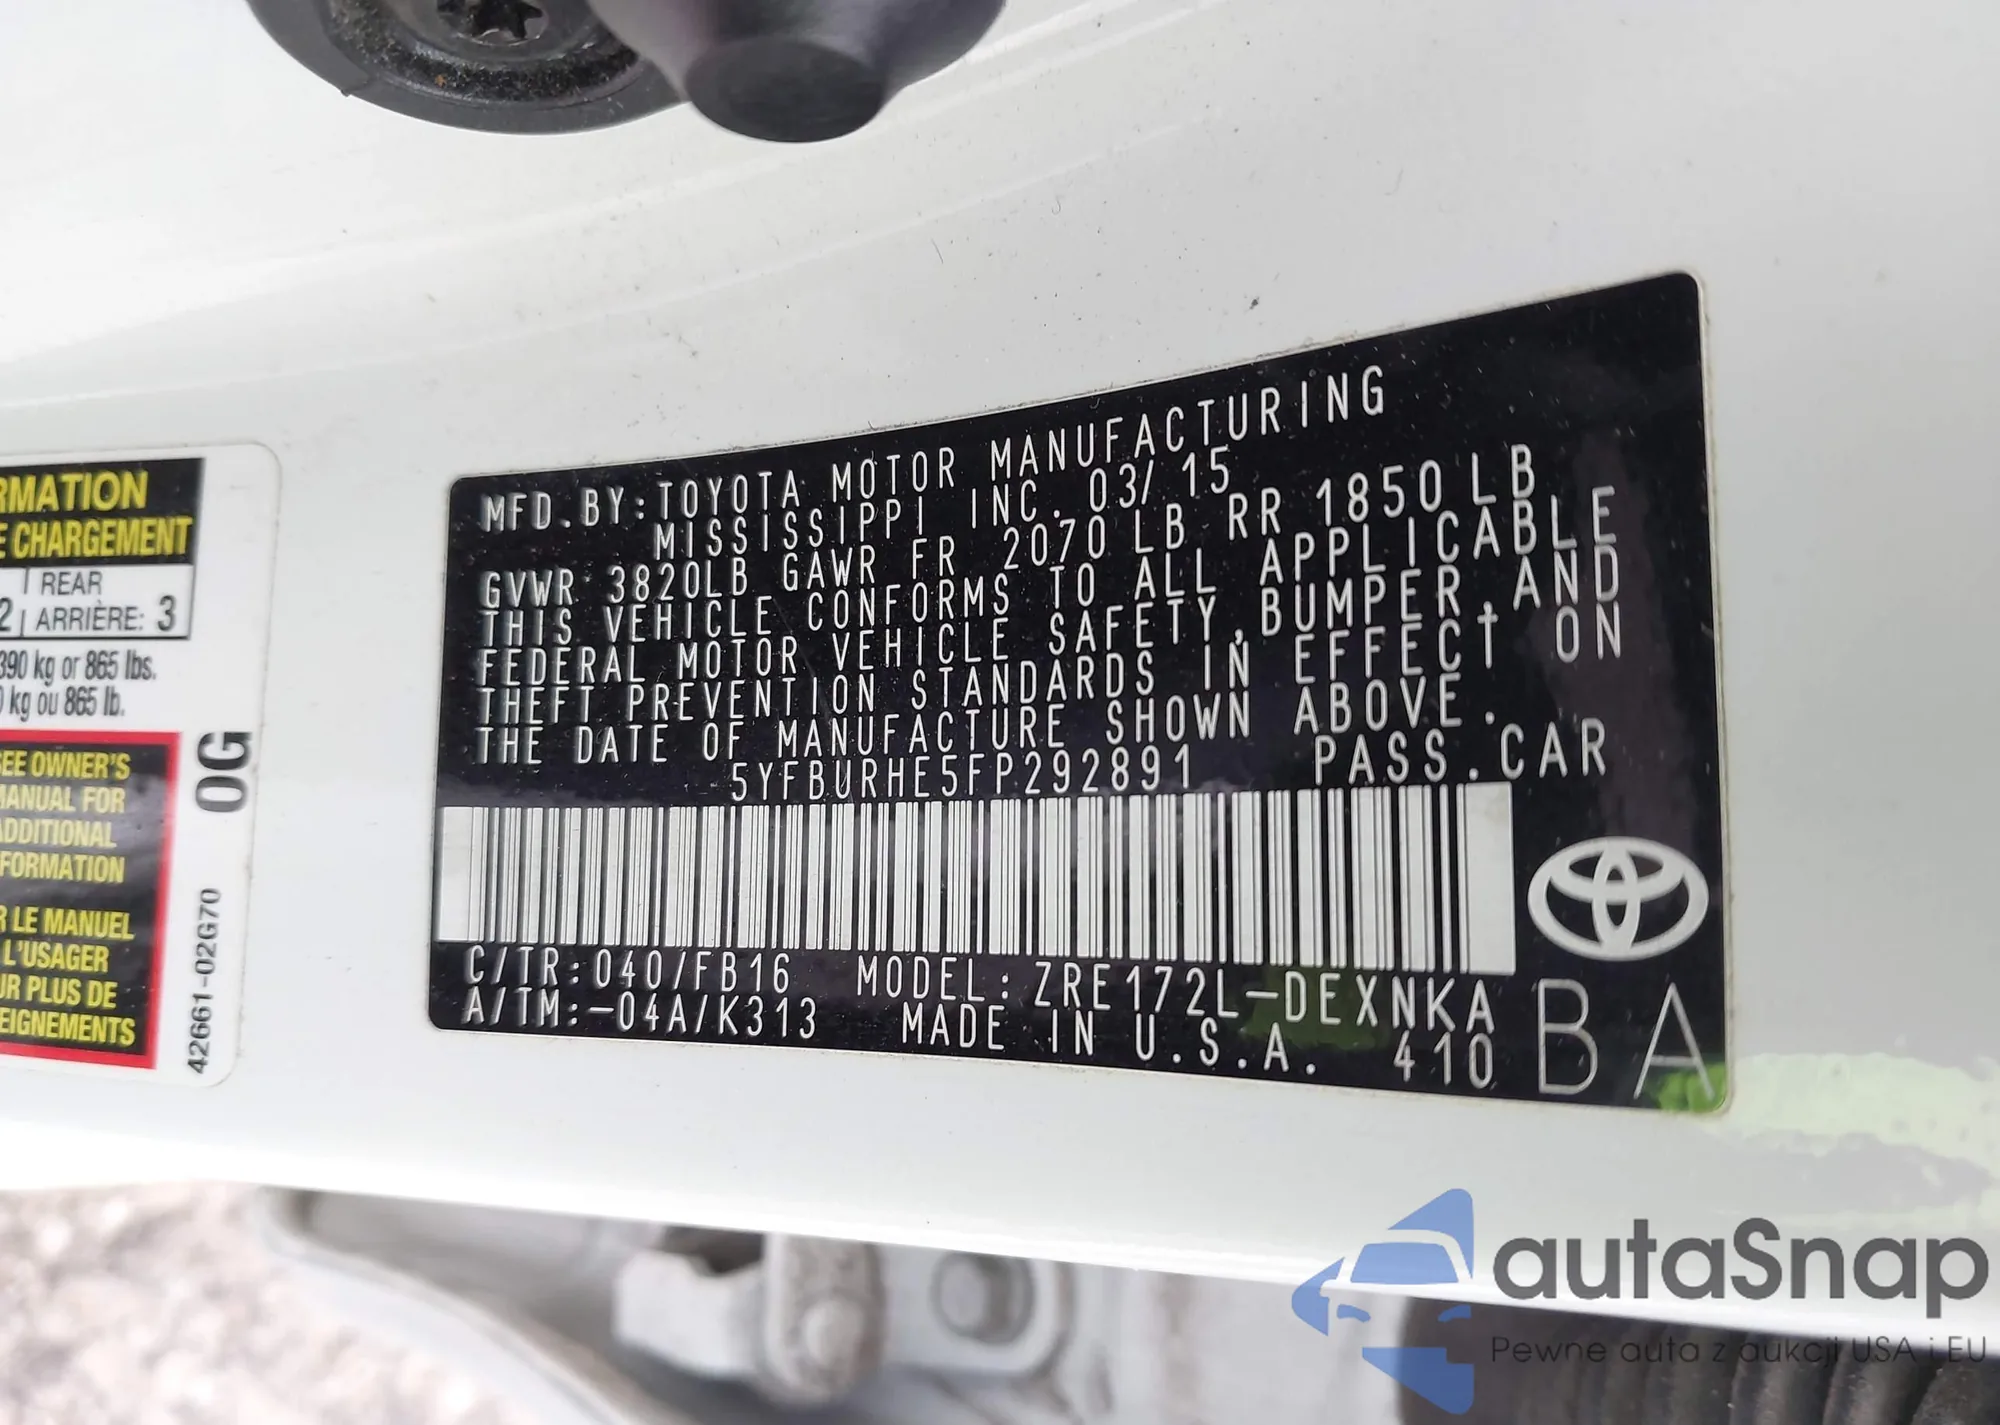 RMATION
E CHARGEMENT
REAR
2 ARRIÈRE: 3
390 kg or 865 lbs.
0 kg ou 865 lb.
SEE OWNER'S
MANUAL FOR
ADDITIONAL
FORMATION
R LE MANUEL
L'USAGER
UR PLUS DE
EIGNEMENTS
0G
42661-02G70
MFD.BY:TOYOTA MOTOR MANUFACTURING
MISSISSIPPI INC. 03/15
GVWR 3820LB GAWR FR 2070LB RR 1850LB
THIS VEHICLE CONFORMS TO ALL APPLICABLE
FEDERAL MOTOR VEHICLE SAFETY,BUMPER,AND
THEFT PREVENTION STANDARDS IN EFFECT ON
THE DATE OF MANUFACTURE SHOWN ABOVE.
5YFBURHE5FP292891 PASS.CAR
C/TR:040/FB16 MODEL:ZRE172L-DEXNKA
A/TM:-04A/K313 MADE IN U.S.A. 410
BA
autaSnap
Pewne auta z aukcji USA i EU